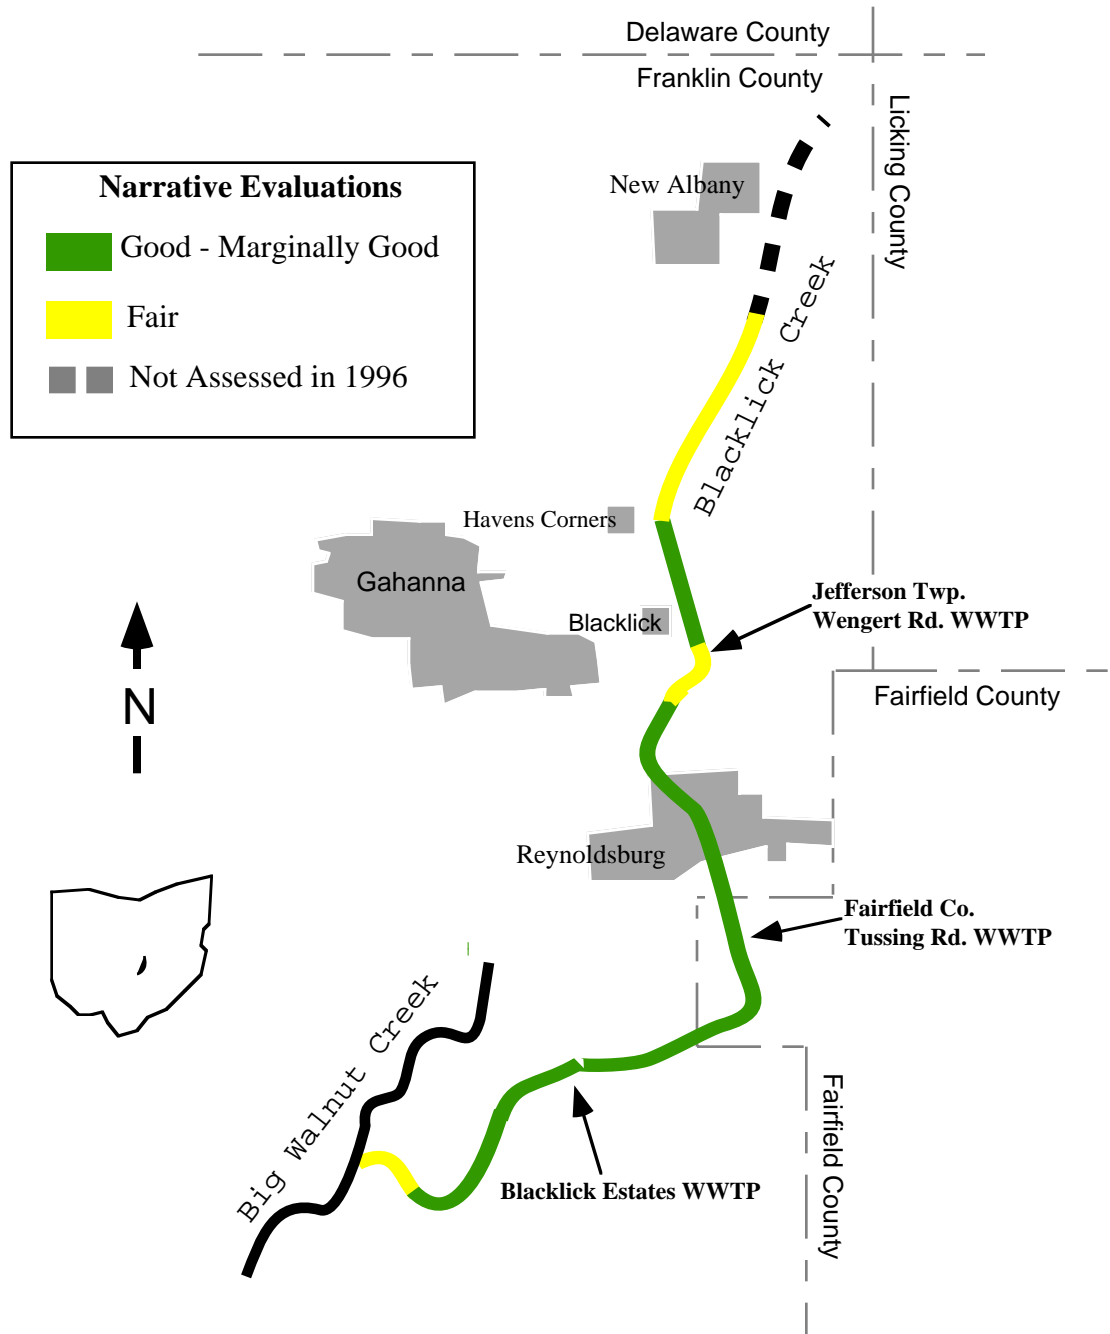 Delaware County
Franklin County
Licking County
Narrative Evaluations
Good - Marginally Good
Fair
Not Assessed in 1996
New Albany
Blacklick Creek
Havens Corners
Gahanna
Blacklick
Jefferson Twp.
Wengert Rd. WWTP
Fairfield County
N
Reynoldsburg
Fairfield Co.
Tussing Rd. WWTP
Big Walnut Creek
Blacklick Estates WWTP
Fairfield County